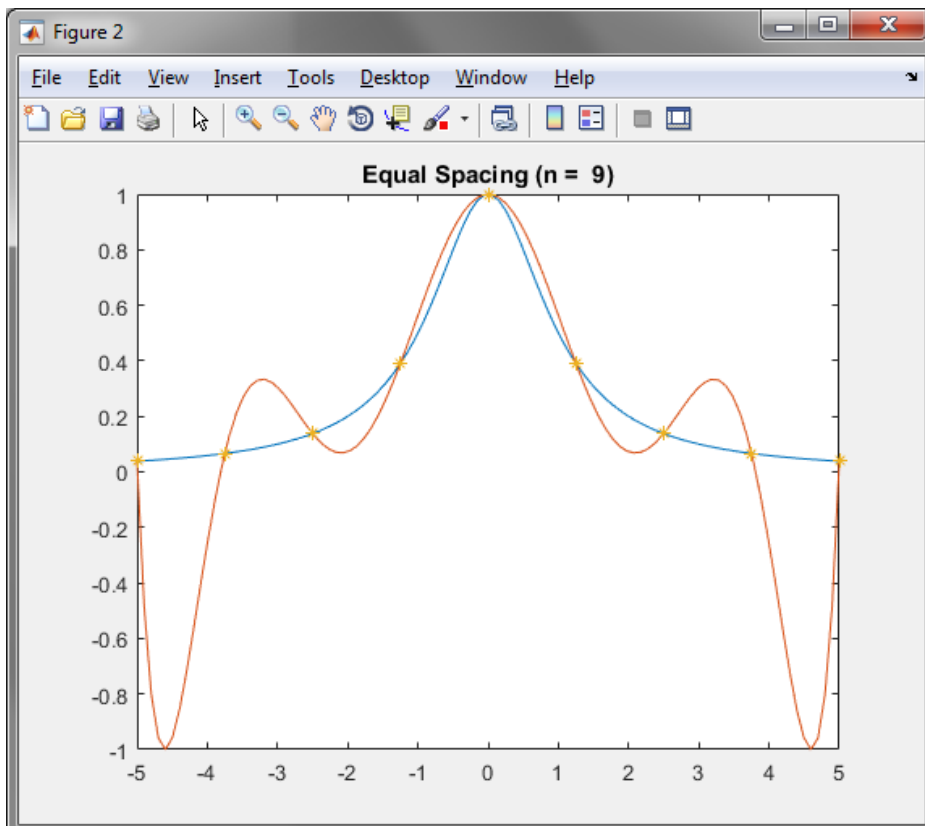 Figure 2
File Edit View Insert Tools Desktop Window Help
Equal Spacing (n =  9)
1
0.8
0.6
0.4
0.2
0
-0.2
-0.4
-0.6
-0.8
-1
-5 -4 -3 -2 -1 0 1 2 3 4 5